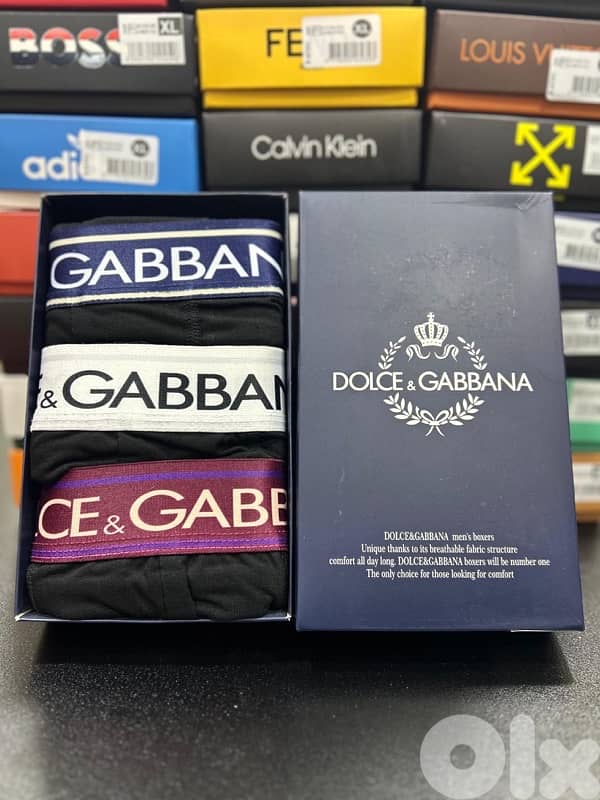 BOSS
XL
FE
XL
LOUIS VUITTO
adi
XL
Calvin Klein
GABBAN
& GABBAN
LCE & GABB
DOLCE & GABBANA
DOLCE&GABBANA men's boxers
Unique thanks to its breathable fabric structure
comfort all day long. DOLCE&GABBANA boxers will be number one
The only choice for those looking for comfort
Olx